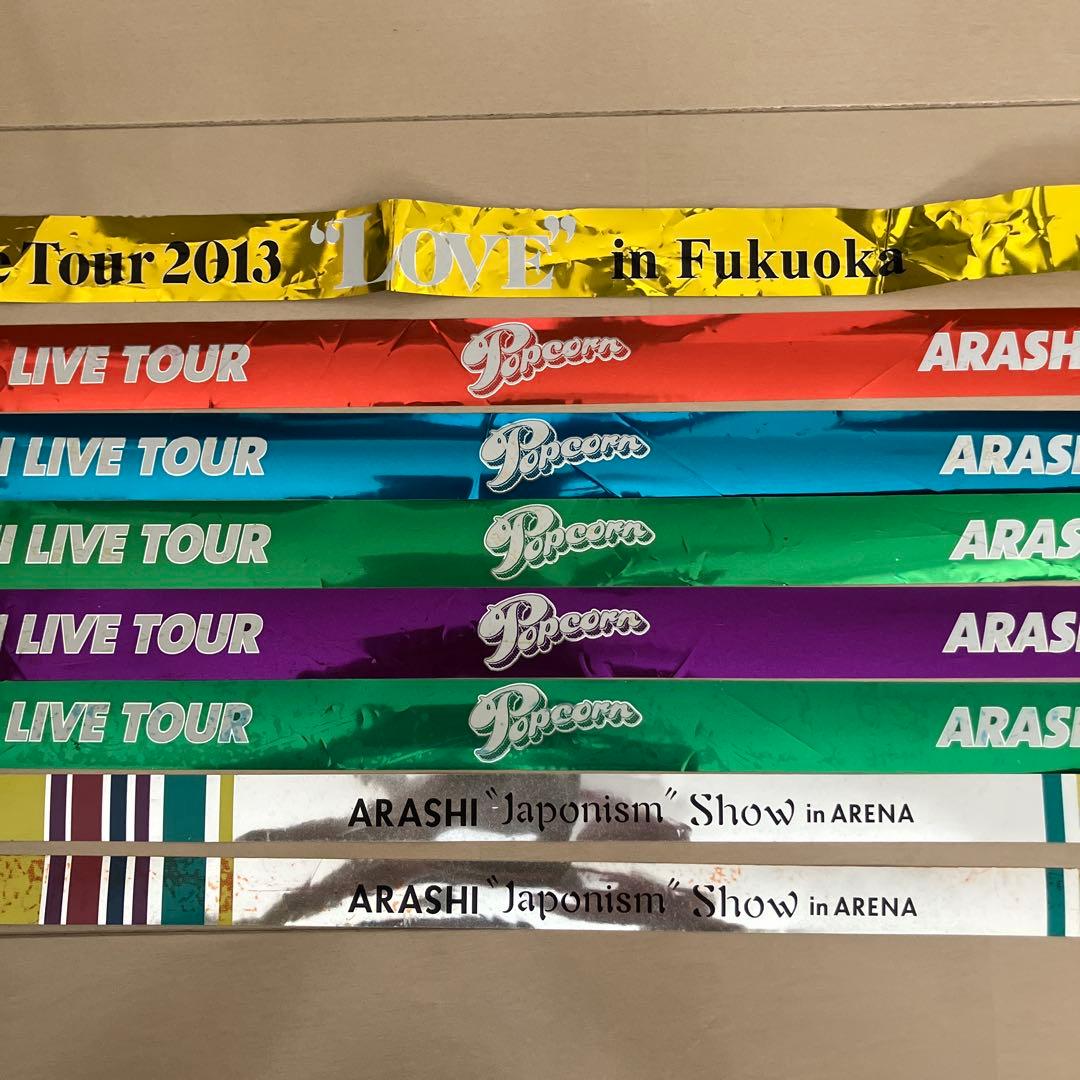 e Tour 2013 “LOVE” in Fukuoka
LIVE TOUR Popcorn ARASH
I LIVE TOUR Popcorn ARAS
I LIVE TOUR Popcorn ARAS
I LIVE TOUR Popcorn ARAS
LIVE TOUR Popcorn ARAS
ARASHI "Japonism" Show in ARENA
ARASHI "Japonism" Show in ARENA